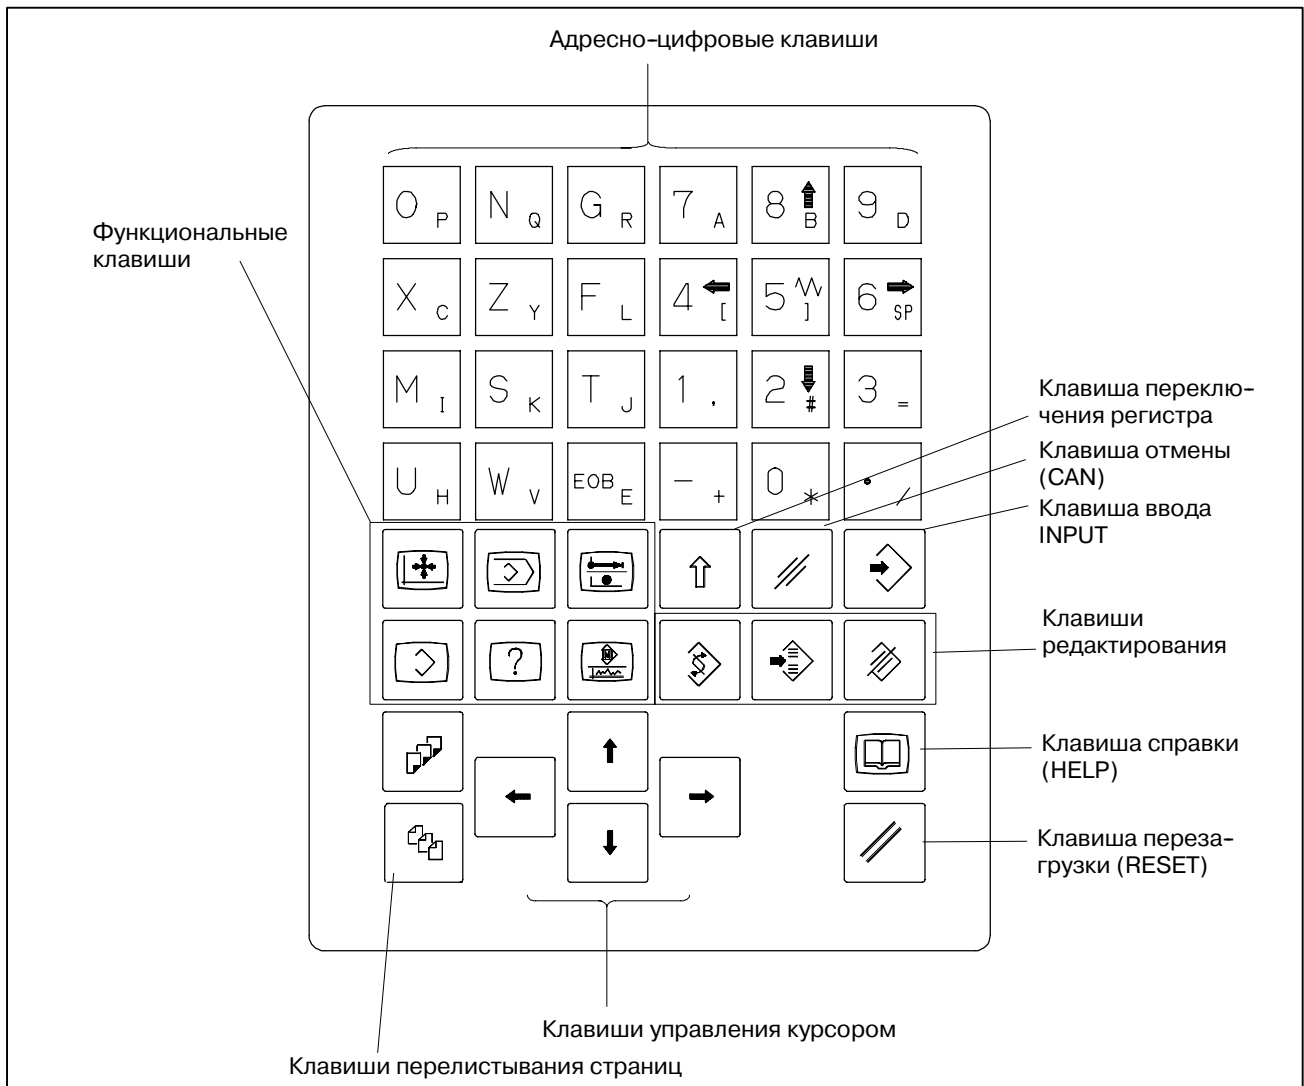 Адресно-цифровые клавиши
Функциональные
клавиши
O P N Q G R 7 A 8 B 9 D
X C Z Y F L 4 [ 5 ] 6 SP
M I S K T J 1 , 2 # 3 =
U H W V EOB E - + 0 * . /
Клавиша переклю-
чения регистра
Клавиша отмены
(CAN)
Клавиша ввода
INPUT
Клавиши
редактирования
?
N
Клавиша справки
(HELP)
Клавиша переза-
грузки (RESET)
Клавиши управления курсором
Клавиши перелистывания страниц